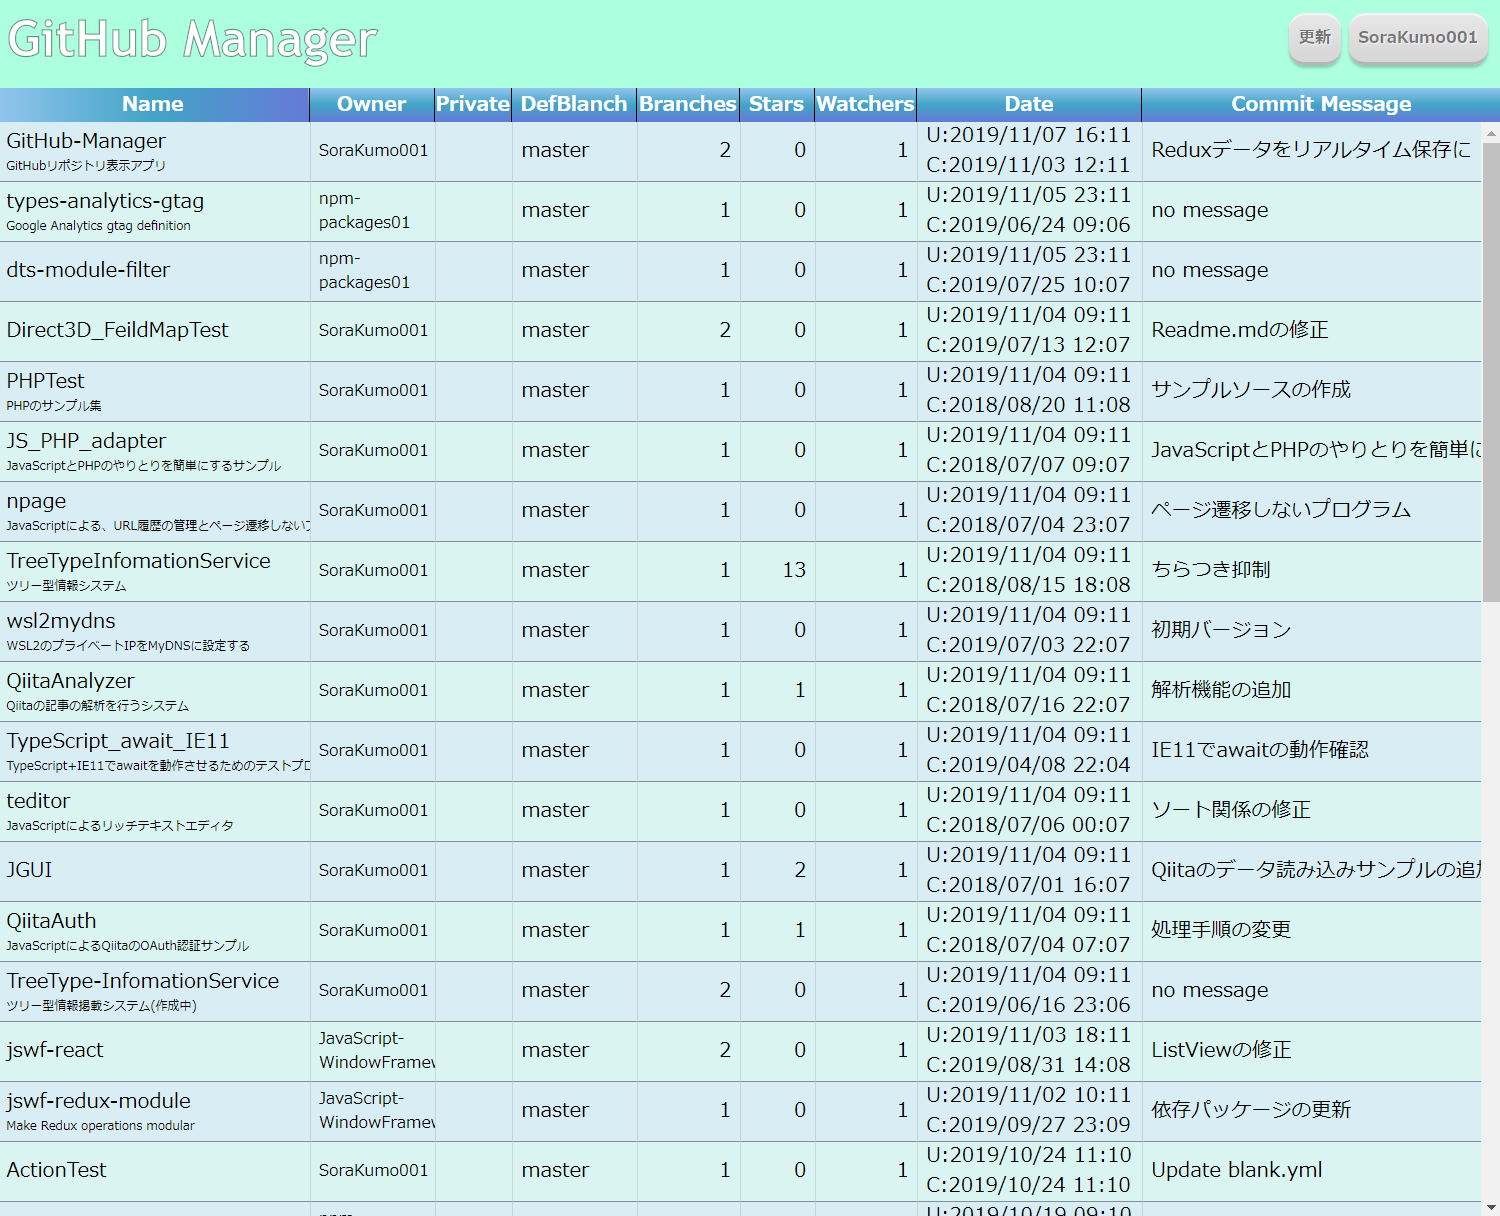 GitHub Manager
更新 SoraKumo001
Name Owner Private DefBlanch Branches Stars Watchers Date Commit Message
GitHub-Manager
GitHubリポジトリ表示アプリ
SoraKumo001 master 2 0 1
U:2019/11/07 16:11
C:2019/11/03 12:11
Reduxデータをリアルタイム保存に
types-analytics-gtag
Google Analytics gtag definition
npm-
packages01
master 1 0 1
U:2019/11/05 23:11
C:2019/06/24 09:06
no message
dts-module-filter
npm-
packages01
master 1 0 1
U:2019/11/05 23:11
C:2019/07/25 10:07
no message
Direct3D_FeildMapTest
SoraKumo001 master 2 0 1
U:2019/11/04 09:11
C:2019/07/13 12:07
Readme.mdの修正
PHPTest
PHPのサンプル集
SoraKumo001 master 1 0 1
U:2019/11/04 09:11
C:2018/08/20 11:08
サンプルソースの作成
JS_PHP_adapter
JavaScriptとPHPのやりとりを簡単にするサンプル
SoraKumo001 master 1 0 1
U:2019/11/04 09:11
C:2018/07/07 09:07
JavaScriptとPHPのやりとりを簡単に
npage
JavaScriptによる、URL履歴の管理とページ遷移しない
SoraKumo001 master 1 0 1
U:2019/11/04 09:11
C:2018/07/04 23:07
ページ遷移しないプログラム
TreeTypeInfomationService
ツリー型情報システム
SoraKumo001 master 1 13 1
U:2019/11/04 09:11
C:2018/08/15 18:08
ちらつき抑制
wsl2mydns
WSL2のプライベートIPをMyDNSに設定する
SoraKumo001 master 1 0 1
U:2019/11/04 09:11
C:2019/07/03 22:07
初期バージョン
QiitaAnalyzer
Qiitaの記事の解析を行うシステム
SoraKumo001 master 1 1 1
U:2019/11/04 09:11
C:2018/07/16 22:07
解析機能の追加
TypeScript_await_IE11
TypeScript+IE11でawaitを動作させるためのテストプロ
SoraKumo001 master 1 0 1
U:2019/11/04 09:11
C:2019/04/08 22:04
IE11でawaitの動作確認
teditor
JavaScriptによるリッチテキストエディタ
SoraKumo001 master 1 0 1
U:2019/11/04 09:11
C:2018/07/06 00:07
ソート関係の修正
JGUI
SoraKumo001 master 1 2 1
U:2019/11/04 09:11
C:2018/07/01 16:07
Qiitaのデータ読み込みサンプルの追加
QiitaAuth
JavaScriptによるQiitaのOAuth認証サンプル
SoraKumo001 master 1 1 1
U:2019/11/04 09:11
C:2018/07/04 07:07
処理手順の変更
TreeType-InfomationService
ツリー型情報掲載システム(作成中)
SoraKumo001 master 2 0 1
U:2019/11/04 09:11
C:2019/06/16 23:06
no message
jswf-react
JavaScript-
WindowFramew
master 2 0 1
U:2019/11/03 18:11
C:2019/08/31 14:08
ListViewの修正
jswf-redux-module
Make Redux operations modular
JavaScript-
WindowFramew
master 1 0 1
U:2019/11/02 10:11
C:2019/09/27 23:09
依存パッケージの更新
ActionTest
SoraKumo001 master 1 0 1
U:2019/10/24 11:10
C:2019/10/24 11:10
Update blank.yml
U:2019/10/19 09:10